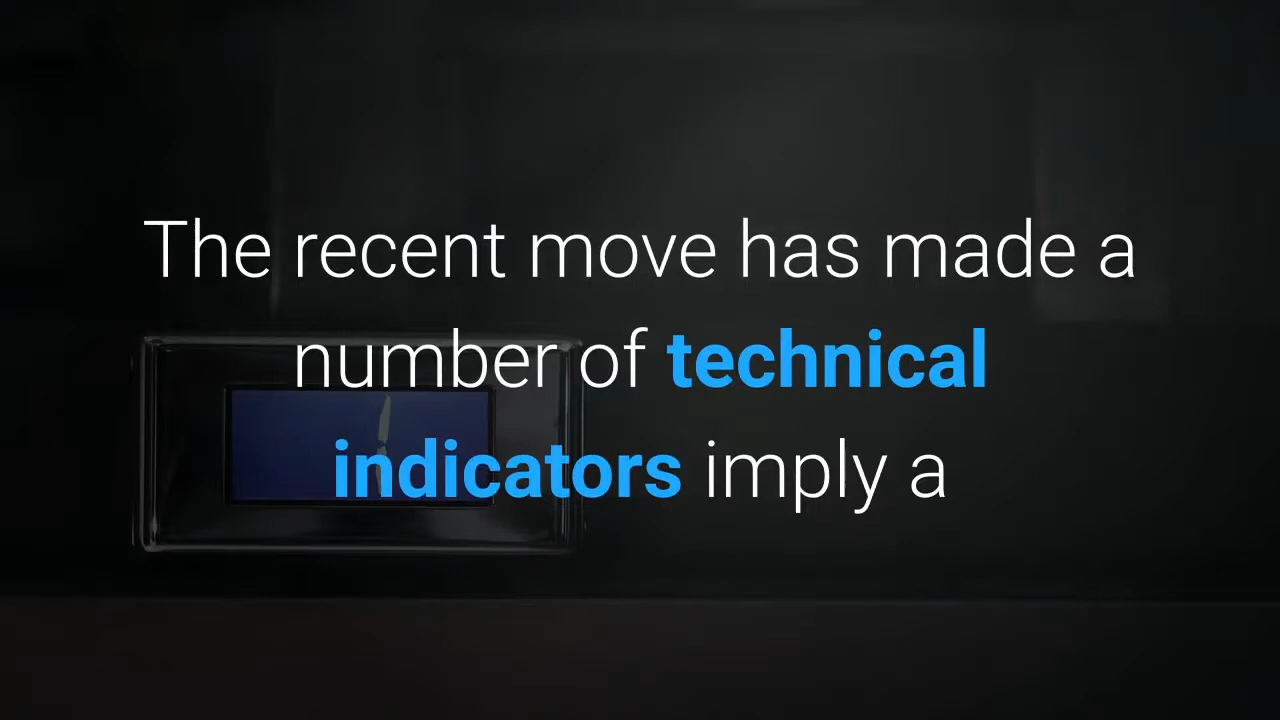 The recent move has made a
number of technical
indicators imply a